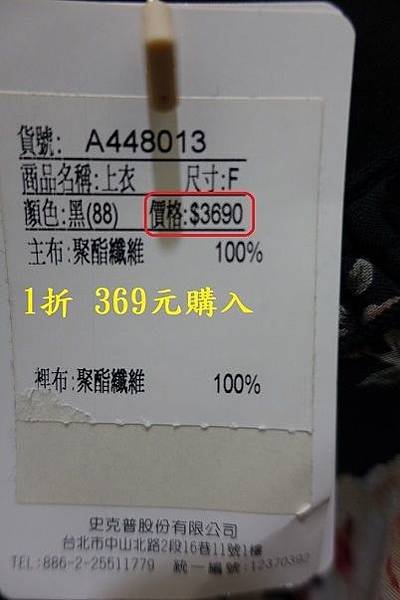 貨號: A448013
商品名稱:上衣 尺寸:F
顏色:黑(88) 價格:$3690
主布:聚酯纖維 100%
1折 369元購入
裡布:聚酯纖維 100%
史克普股份有限公司
台北市中山北路2段16巷11號1樓
TEL:886-2-25511779 統一編號:12370392